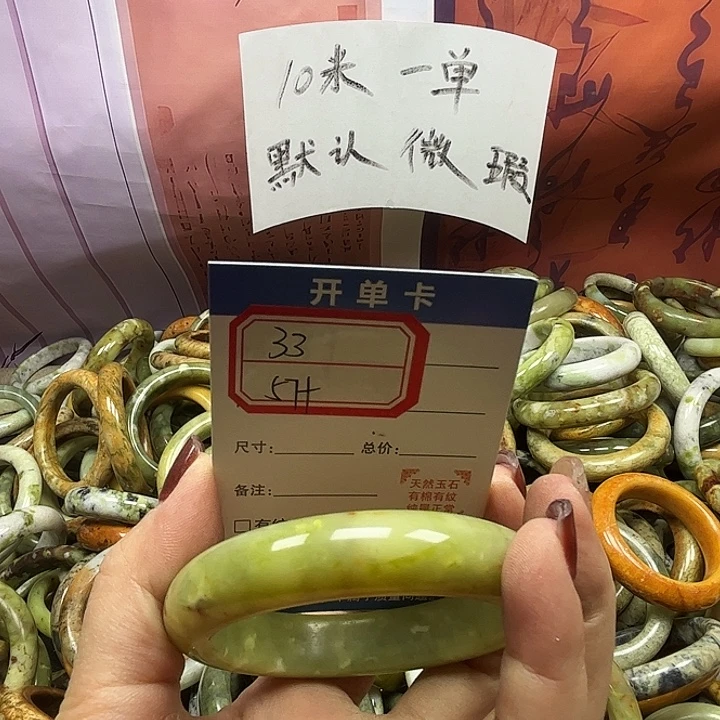 10米 一单
默认 微瑕
开单卡
33
57+
尺寸:
总价:
备注:
天然玉石
有棉有纹